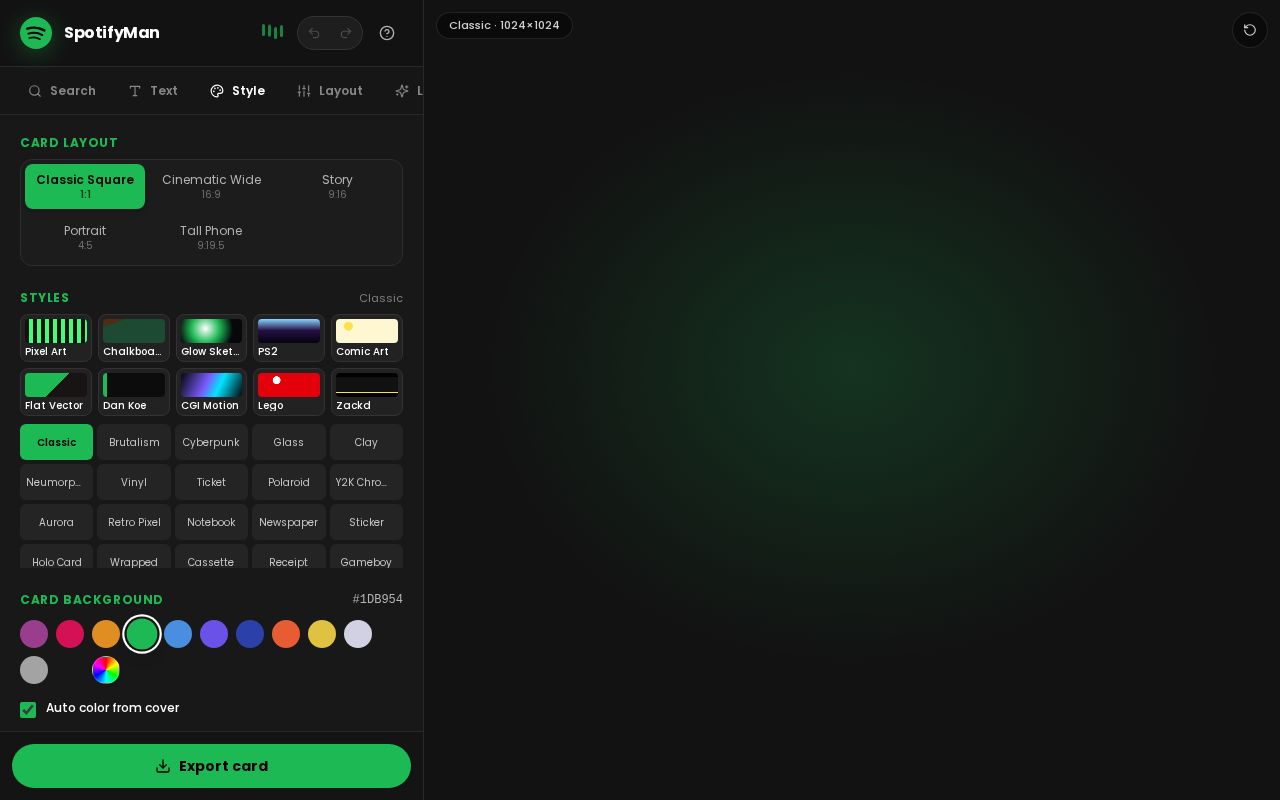 SpotifyMan
Search Text Style Layout L
CARD LAYOUT
Classic Square Cinematic Wide Story
1:1 16:9 9:16
Portrait Tall Phone
4:5 9:19.5
STYLES Classic
Pixel Art Chalkboa... Glow Sket... PS2 Comic Art
Flat Vector Dan Koe CGI Motion Lego Zackd
Classic Brutalism Cyberpunk Glass Clay
Neumorp... Vinyl Ticket Polaroid Y2K Chro...
Aurora Retro Pixel Notebook Newspaper Sticker
Holo Card Wrapped Cassette Receipt Gameboy
CARD BACKGROUND #1DB954
Auto color from cover
Export card
Classic · 1024×1024